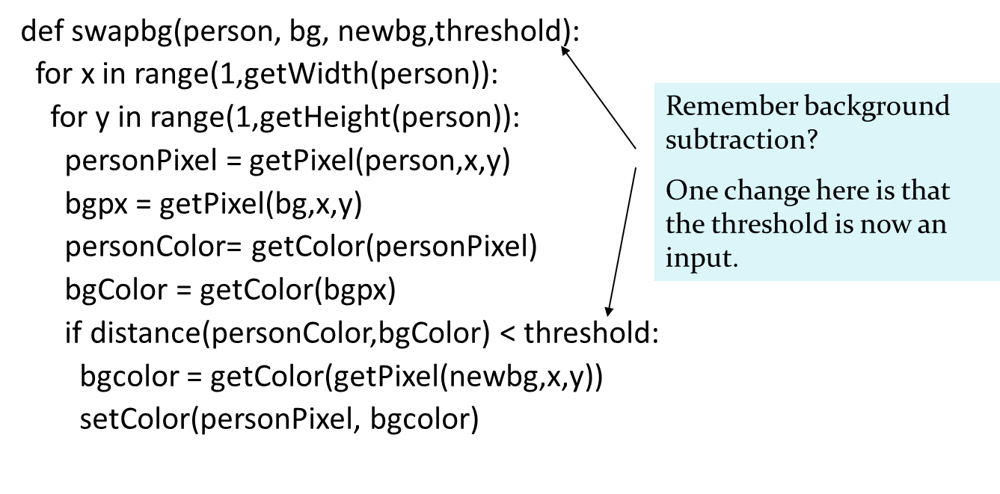 def swapbg(person, bg, newbg,threshold):
for x in range(1,getWidth(person)):
for y in range(1,getHeight(person)):
personPixel = getPixel(person,x,y)
bgpx = getPixel(bg,x,y)
personColor= getColor(personPixel)
bgColor = getColor(bgpx)
if distance(personColor,bgColor) < threshold:
bgcolor = getColor(getPixel(newbg,x,y))
setColor(personPixel, bgcolor)
Remember background
subtraction?
One change here is that
the threshold is now an
input.